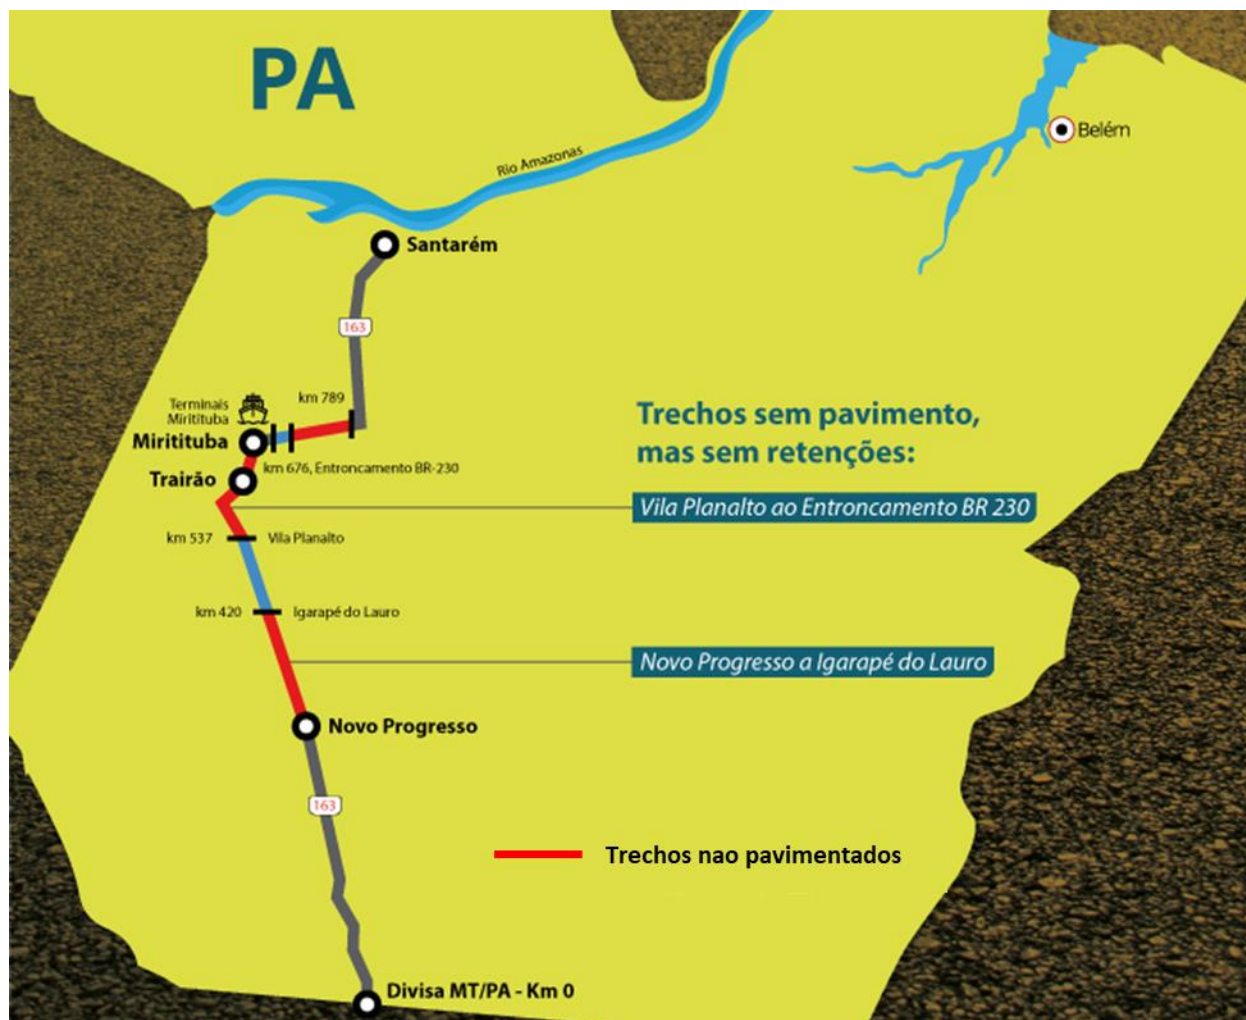 PA
Belém
Rio Amazonas
Santarém
163
km 789
Terminais
Miritituba
Miritituba
km 676, Entroncamento BR-230
Trairão
Trechos sem pavimento,
mas sem retenções:
Vila Planalto ao Entroncamento BR 230
km 537
Vila Planalto
km 420
Igarapé do Lauro
Novo Progresso a Igarapé do Lauro
Novo Progresso
163
Trechos nao pavimentados
Divisa MT/PA - Km 0